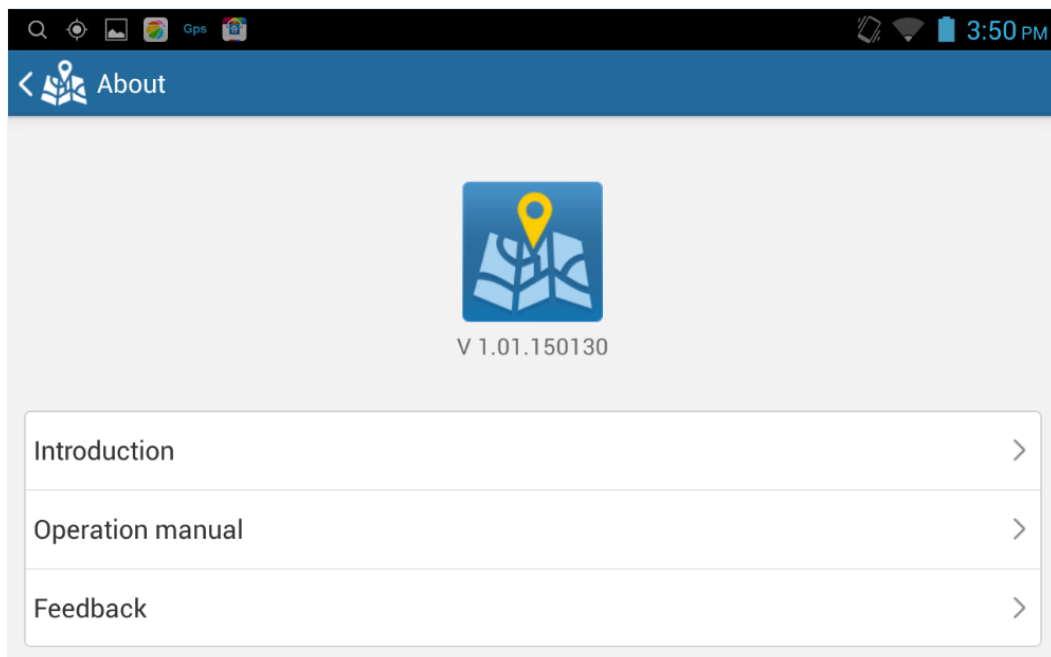 Gps 3:50 PM
About
V 1.01.150130
Introduction
Operation manual
Feedback